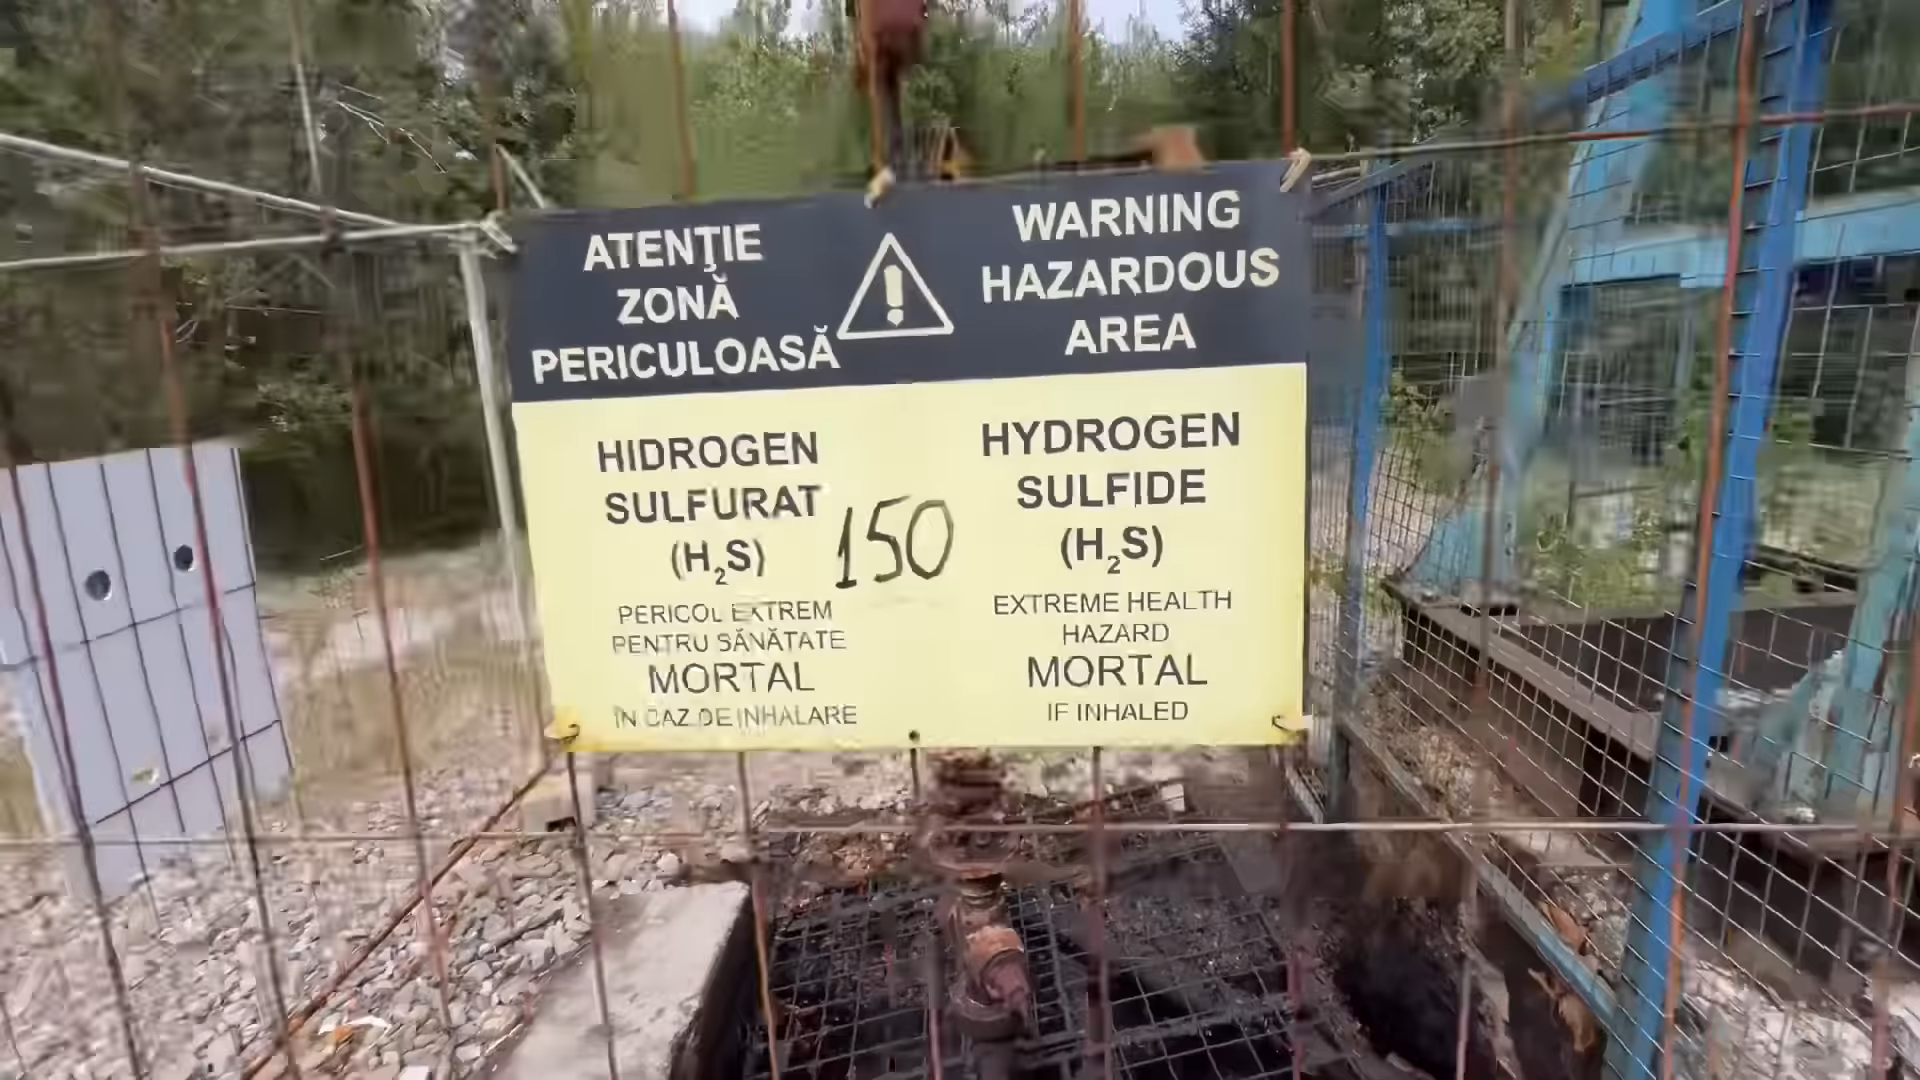 ATENŢIE
ZONĂ
PERICULOASĂ
WARNING
HAZARDOUS
AREA
HIDROGEN
SULFURAT
(H₂S)
PERICOL EXTREM
PENTRU SĂNĂTATE
MORTAL
ÎN CAZ DE INHALARE
150
HYDROGEN
SULFIDE
(H₂S)
EXTREME HEALTH
HAZARD
MORTAL
IF INHALED